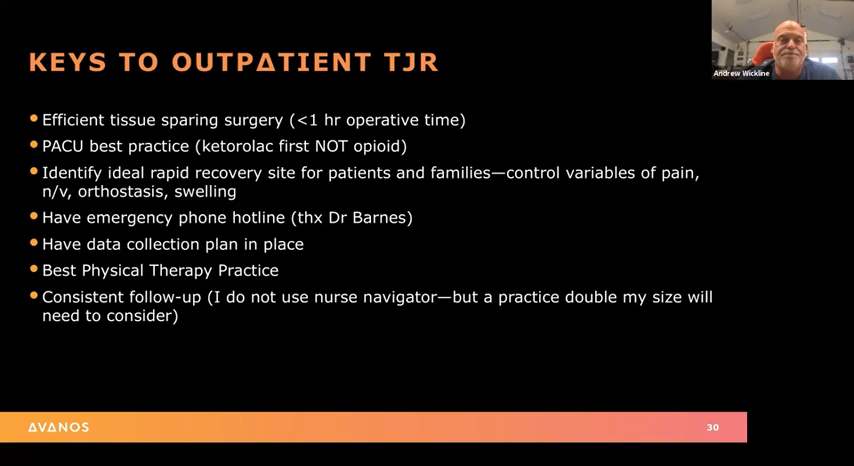 KEYS TO OUTPATIENT TJR
Andrew Wickline
• Efficient tissue sparing surgery (<1 hr operative time)
• PACU best practice (ketorolac first NOT opioid)
• Identify ideal rapid recovery site for patients and families—control variables of pain,
n/v, orthostasis, swelling
• Have emergency phone hotline (thx Dr Barnes)
• Have data collection plan in place
• Best Physical Therapy Practice
• Consistent follow-up (I do not use nurse navigator—but a practice double my size will
need to consider)
AVANOS
30